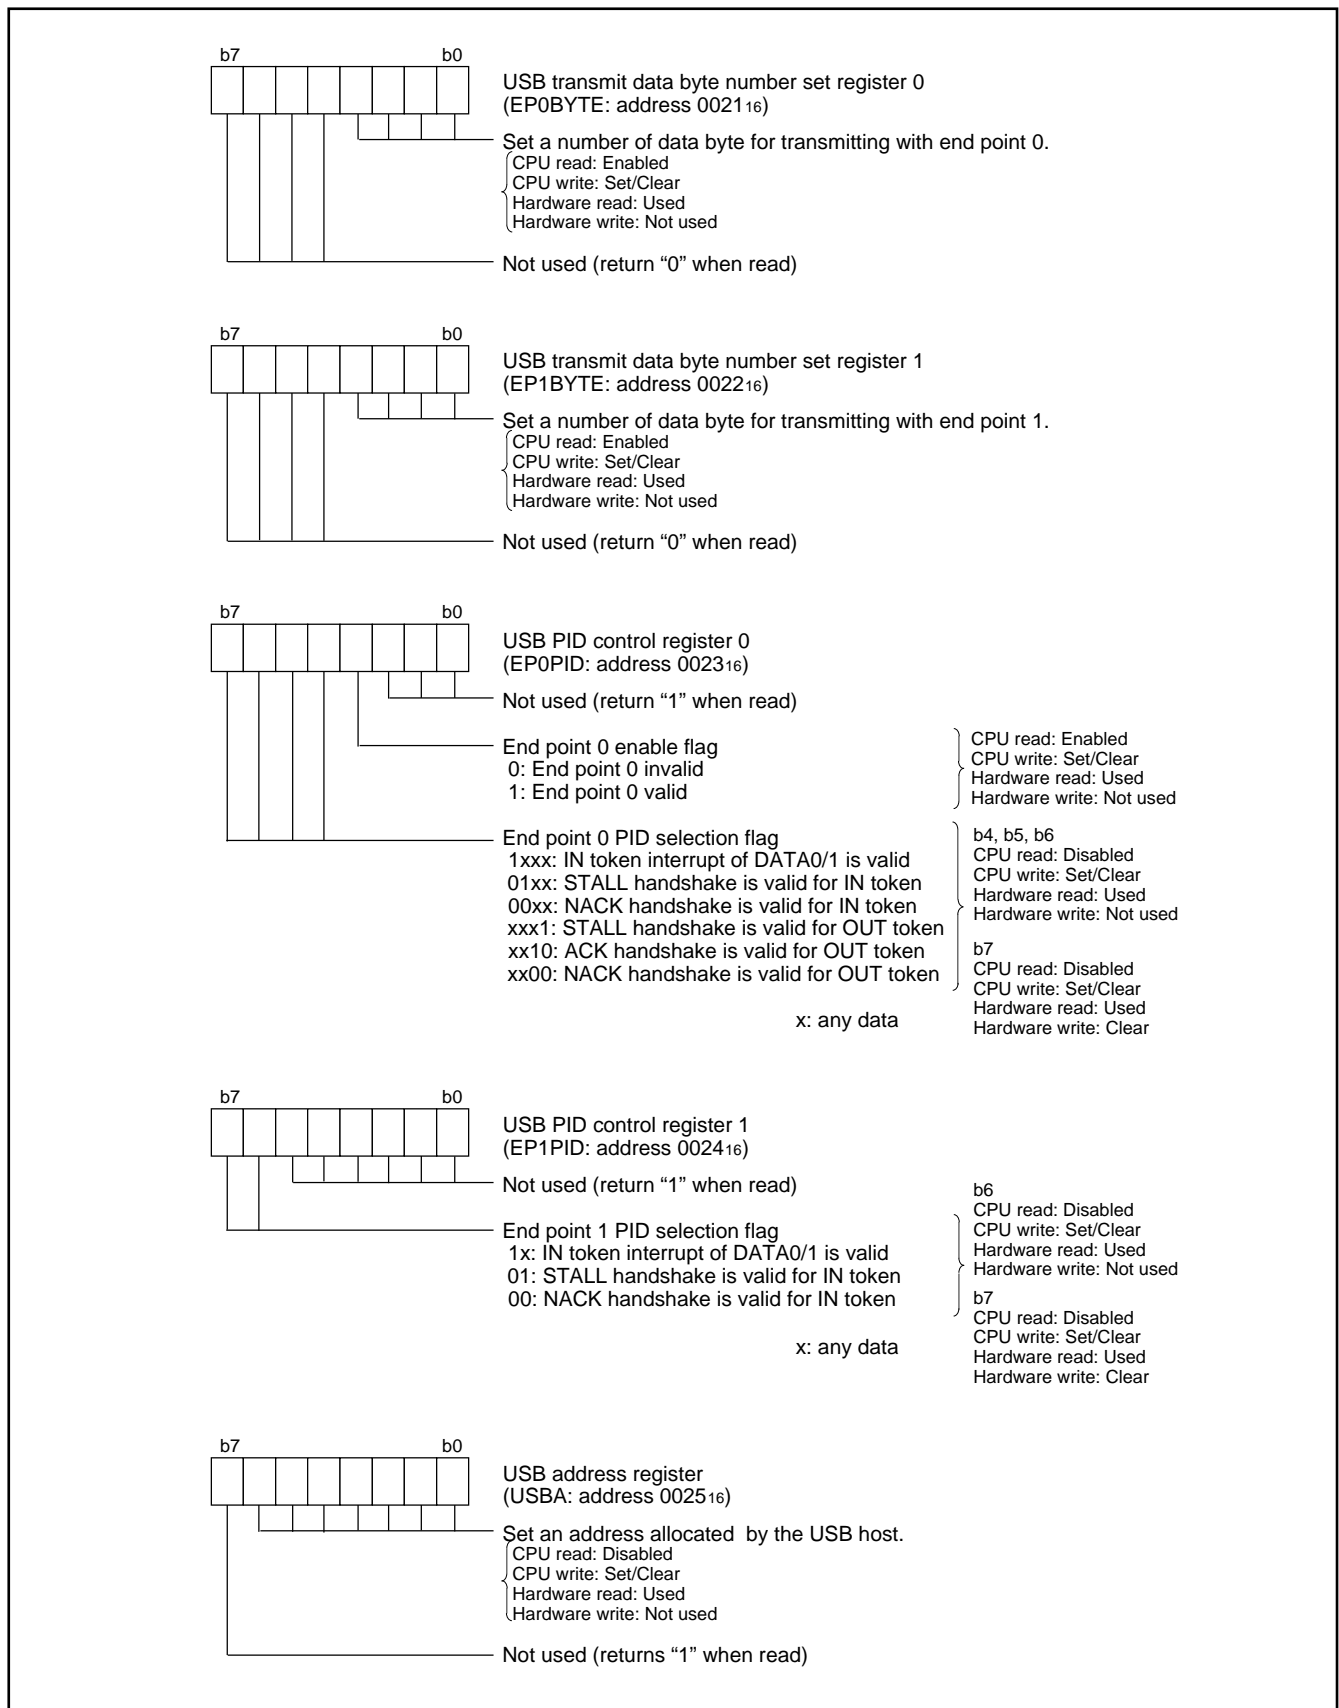 b7 b0
USB transmit data byte number set register 0
(EP0BYTE: address 002116)
Set a number of data byte for transmitting with end point 0.
CPU read: Enabled
CPU write: Set/Clear
Hardware read: Used
Hardware write: Not used
Not used (return “0” when read)
b7 b0
USB transmit data byte number set register 1
(EP1BYTE: address 002216)
Set a number of data byte for transmitting with end point 1.
CPU read: Enabled
CPU write: Set/Clear
Hardware read: Used
Hardware write: Not used
Not used (return “0” when read)
b7 b0
USB PID control register 0
(EP0PID: address 002316)
Not used (return “1” when read)
End point 0 enable flag
0: End point 0 invalid
1: End point 0 valid
CPU read: Enabled
CPU write: Set/Clear
Hardware read: Used
Hardware write: Not used
End point 0 PID selection flag
1xxx: IN token interrupt of DATA0/1 is valid
01xx: STALL handshake is valid for IN token
00xx: NACK handshake is valid for IN token
xxx1: STALL handshake is valid for OUT token
xx10: ACK handshake is valid for OUT token
xx00: NACK handshake is valid for OUT token
x: any data
b4, b5, b6
CPU read: Disabled
CPU write: Set/Clear
Hardware read: Used
Hardware write: Not used
b7
CPU read: Disabled
CPU write: Set/Clear
Hardware read: Used
Hardware write: Clear
b7 b0
USB PID control register 1
(EP1PID: address 002416)
Not used (return “1” when read)
End point 1 PID selection flag
1x: IN token interrupt of DATA0/1 is valid
01: STALL handshake is valid for IN token
00: NACK handshake is valid for IN token
x: any data
b6
CPU read: Disabled
CPU write: Set/Clear
Hardware read: Used
Hardware write: Not used
b7
CPU read: Disabled
CPU write: Set/Clear
Hardware read: Used
Hardware write: Clear
b7 b0
USB address register
(USBA: address 002516)
Set an address allocated  by the USB host.
CPU read: Disabled
CPU write: Set/Clear
Hardware read: Used
Hardware write: Not used
Not used (returns “1” when read)